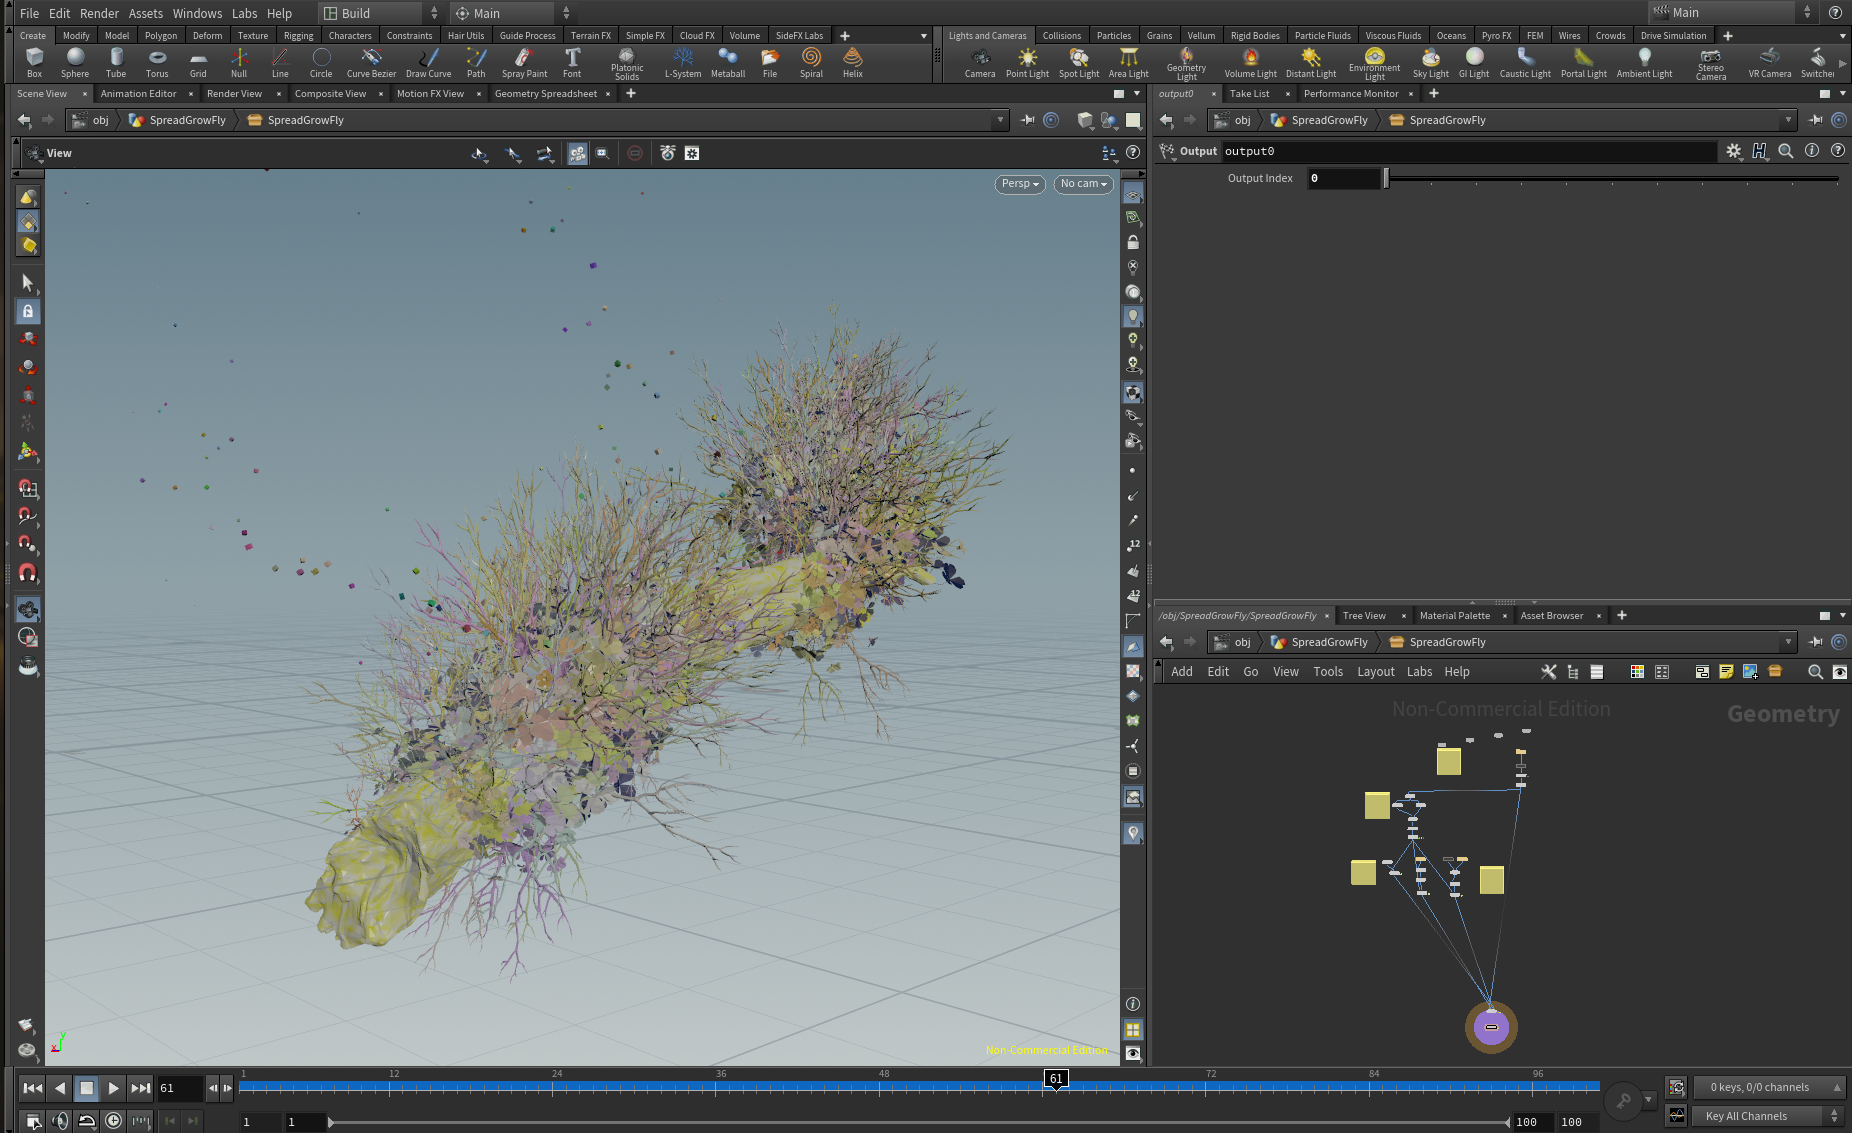 File Edit Render Assets Windows Labs Help Build Main Main
Create Modify Model Polygon Deform Texture Rigging Characters Constraints Hair Utils Guide Process Terrain FX Simple FX Cloud FX Volume SideFX Labs
Lights and Cameras Collisions Particles Grains Vellum Rigid Bodies Particle Fluids Viscous Fluids Oceans Pyro FX FEM Wires Crowds Drive Simulation
Box Sphere Tube Torus Grid Null Line Circle Curve Bezier Draw Curve Path Spray Paint Font Platonic Solids L-System Metaball File Spiral Helix
Camera Point Light Spot Light Area Light Geometry Light Volume Light Distant Light Environment Light Sky Light GI Light Caustic Light Portal Light Ambient Light Stereo Camera VR Camera Switcher
Scene View Animation Editor Render View Composite View Motion FX View Geometry Spreadsheet
output0 Take List Performance Monitor
obj SpreadGrowFly SpreadGrowFly
obj SpreadGrowFly SpreadGrowFly
View
Output output0
Output Index 0
Persp No cam
12
12
/obj/SpreadGrowFly/SpreadGrowFly Tree View Material Palette Asset Browser
obj SpreadGrowFly SpreadGrowFly
Add Edit Go View Tools Layout Labs Help
Non-Commercial Edition
Geometry
y
x
Non-Commercial Edition
61
1 12 24 36 48 61 72 84 96
0 keys, 0/0 channels
1 1 100 100
Key All Channels